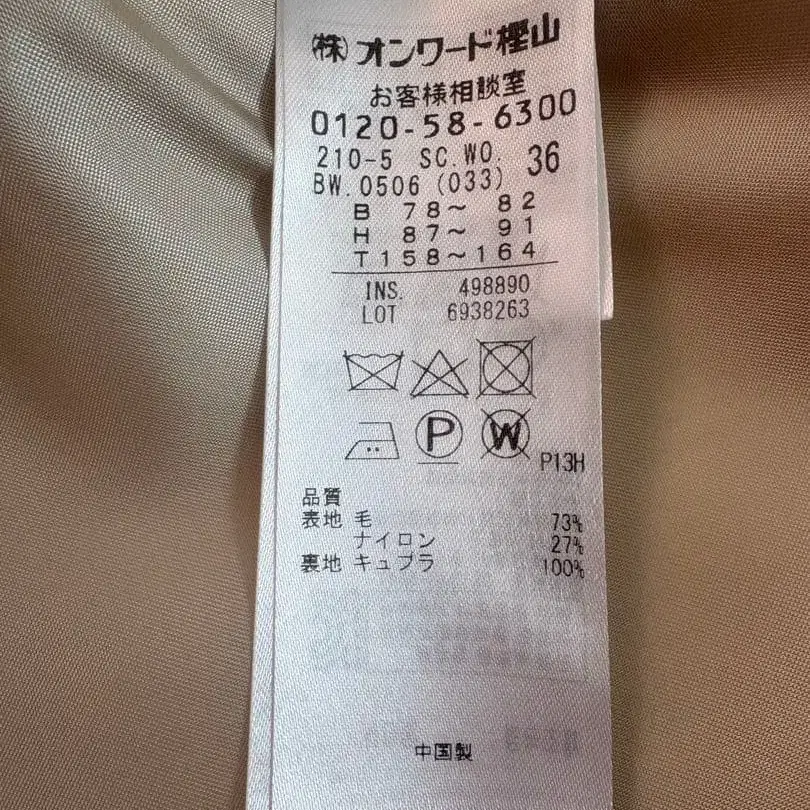 (株)オンワード樫山
お客様相談室
0120-58-6300
210-5 SC.WO. 36
BW.0506 (033)
B 78〜 82
H 87〜 91
T158〜164
INS. 498890
LOT 6938263
P W
P13H
品質
表地 毛 73%
ナイロン 27%
裏地 キュプラ 100%
中国製